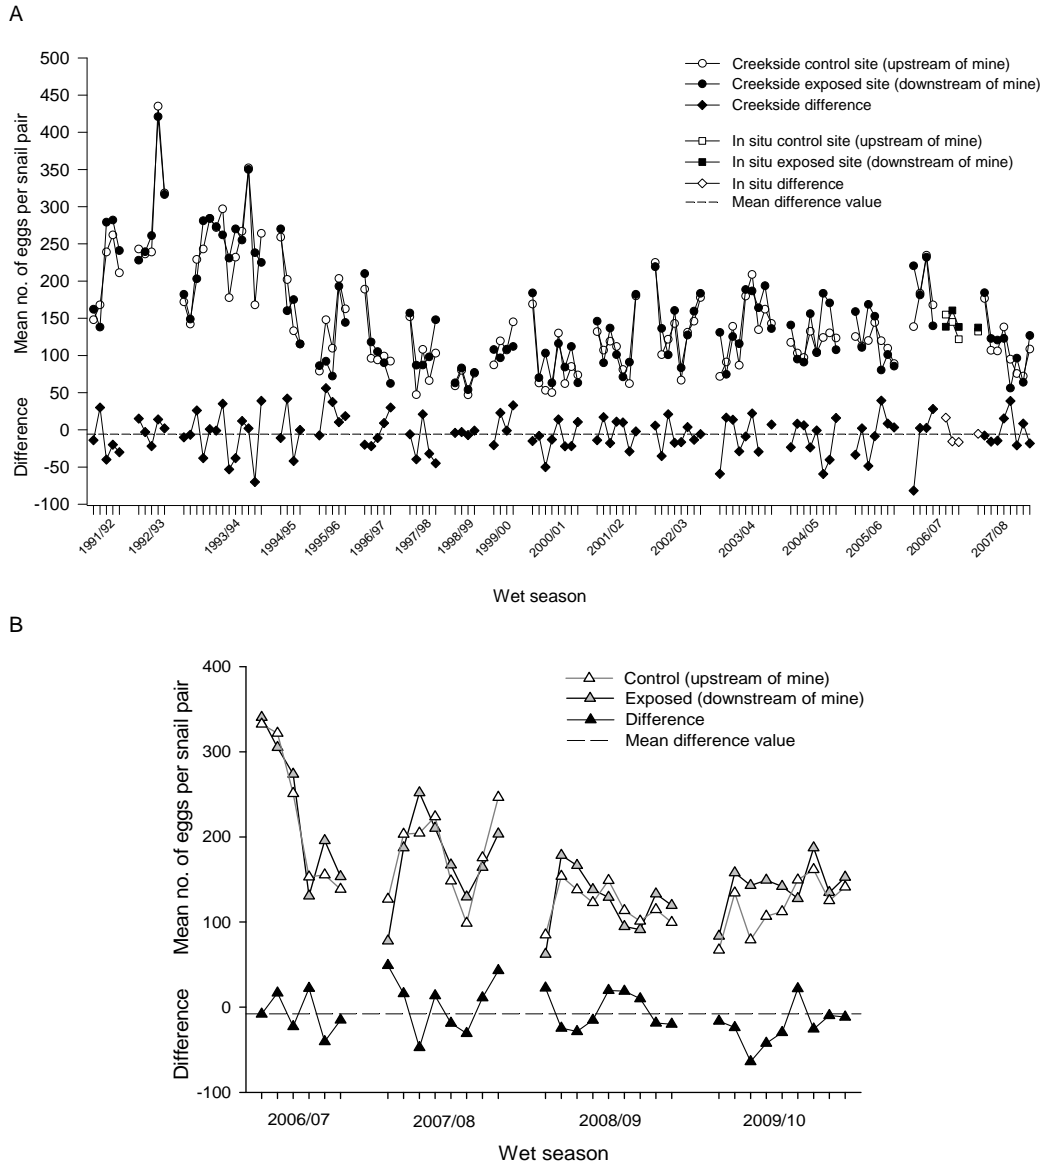 A
500
450
400
350
300
250
200
150
100
50
0
-50
-100
Mean no. of eggs per snail pair
Difference
Creekside control site (upstream of mine)
Creekside exposed site (downstream of mine)
Creekside difference
In situ control site (upstream of mine)
In situ exposed site (downstream of mine)
In situ difference
Mean difference value
1991/92
1992/93
1993/94
1994/95
1995/96
1996/97
1997/98
1998/99
1999/00
2000/01
2001/02
2002/03
2003/04
2004/05
2005/06
2006/07
2007/08
Wet season
B
400
300
200
100
0
-100
Mean no. of eggs per snail pair
Difference
Control (upstream of mine)
Exposed (downstream of mine)
Difference
Mean difference value
2006/07
2007/08
2008/09
2009/10
Wet season